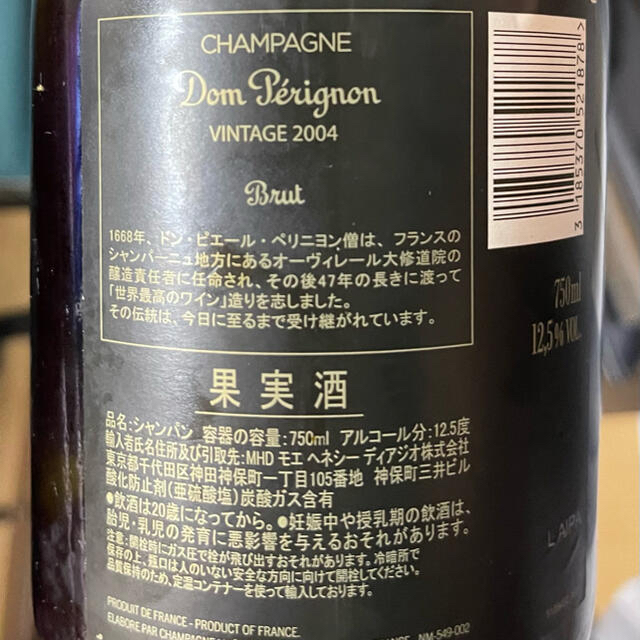 CHAMPAGNE
Dom Pérignon
VINTAGE 2004
Brut
1668年、ドン・ピエール・ペリニヨン僧は、フランスの
シャンパーニュ地方にあるオーヴィレール大修道院の
醸造責任者に任命され、その後47年の長きに渡って
「世界最高のワイン」造りを志しました。
その伝統は、今日に至るまで受け継がれています。
果実酒
品名:シャンパン 容器の容量:750ml アルコール分:12.5度
輸入者氏名住所及び引取先:MHD モエ ヘネシー ディアジオ株式会社
東京都千代田区神田神保町一丁目105番地 神保町三井ビル
酸化防止剤(亜硫酸塩)炭酸ガス含有
●飲酒は20歳になってから。●妊娠中や授乳期の飲酒は、
胎児・乳児の発育に悪影響を与えるおそれがあります。
注意:開栓時にガス圧で栓が飛び出すおそれがあります。冷暗所で
保存の上、瓶口は人のいない安全な方向に向けて開栓してください。
品質保持のため、定温コンテナーを使って輸入しております。
PRODUIT DE FRANCE - PRODUCT OF FRANCE.
ELABORE PAR CHAMPAGNE
NM-549-002
3 185370 521878 >
750ml
12,5% VOL.